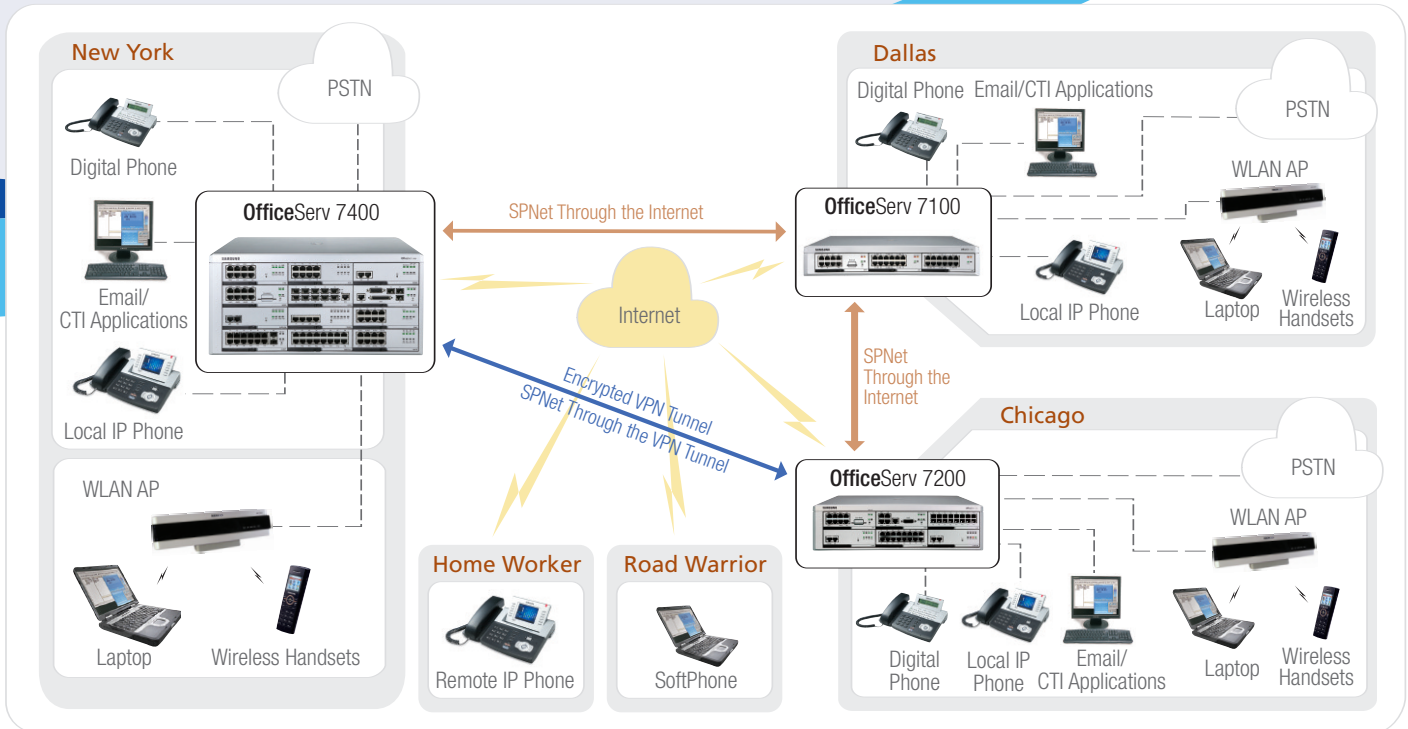 New York
PSTN
Digital Phone
OfficeServ 7400
SAMSUNG
Email/
CTI Applications
Local IP Phone
WLAN AP
Laptop
Wireless Handsets
SPNet Through the Internet
Internet
Encrypted VPN Tunnel
SPNet Through the VPN Tunnel
SPNet
Through the
Internet
Home Worker
Remote IP Phone
Road Warrior
SoftPhone
Dallas
Digital Phone
Email/CTI Applications
PSTN
OfficeServ 7100
SAMSUNG
WLAN AP
Local IP Phone
Laptop
Wireless
Handsets
Chicago
PSTN
OfficeServ 7200
SAMSUNG
WLAN AP
Digital
Phone
Local IP
Phone
Email/
CTI Applications
Laptop
Wireless
Handsets